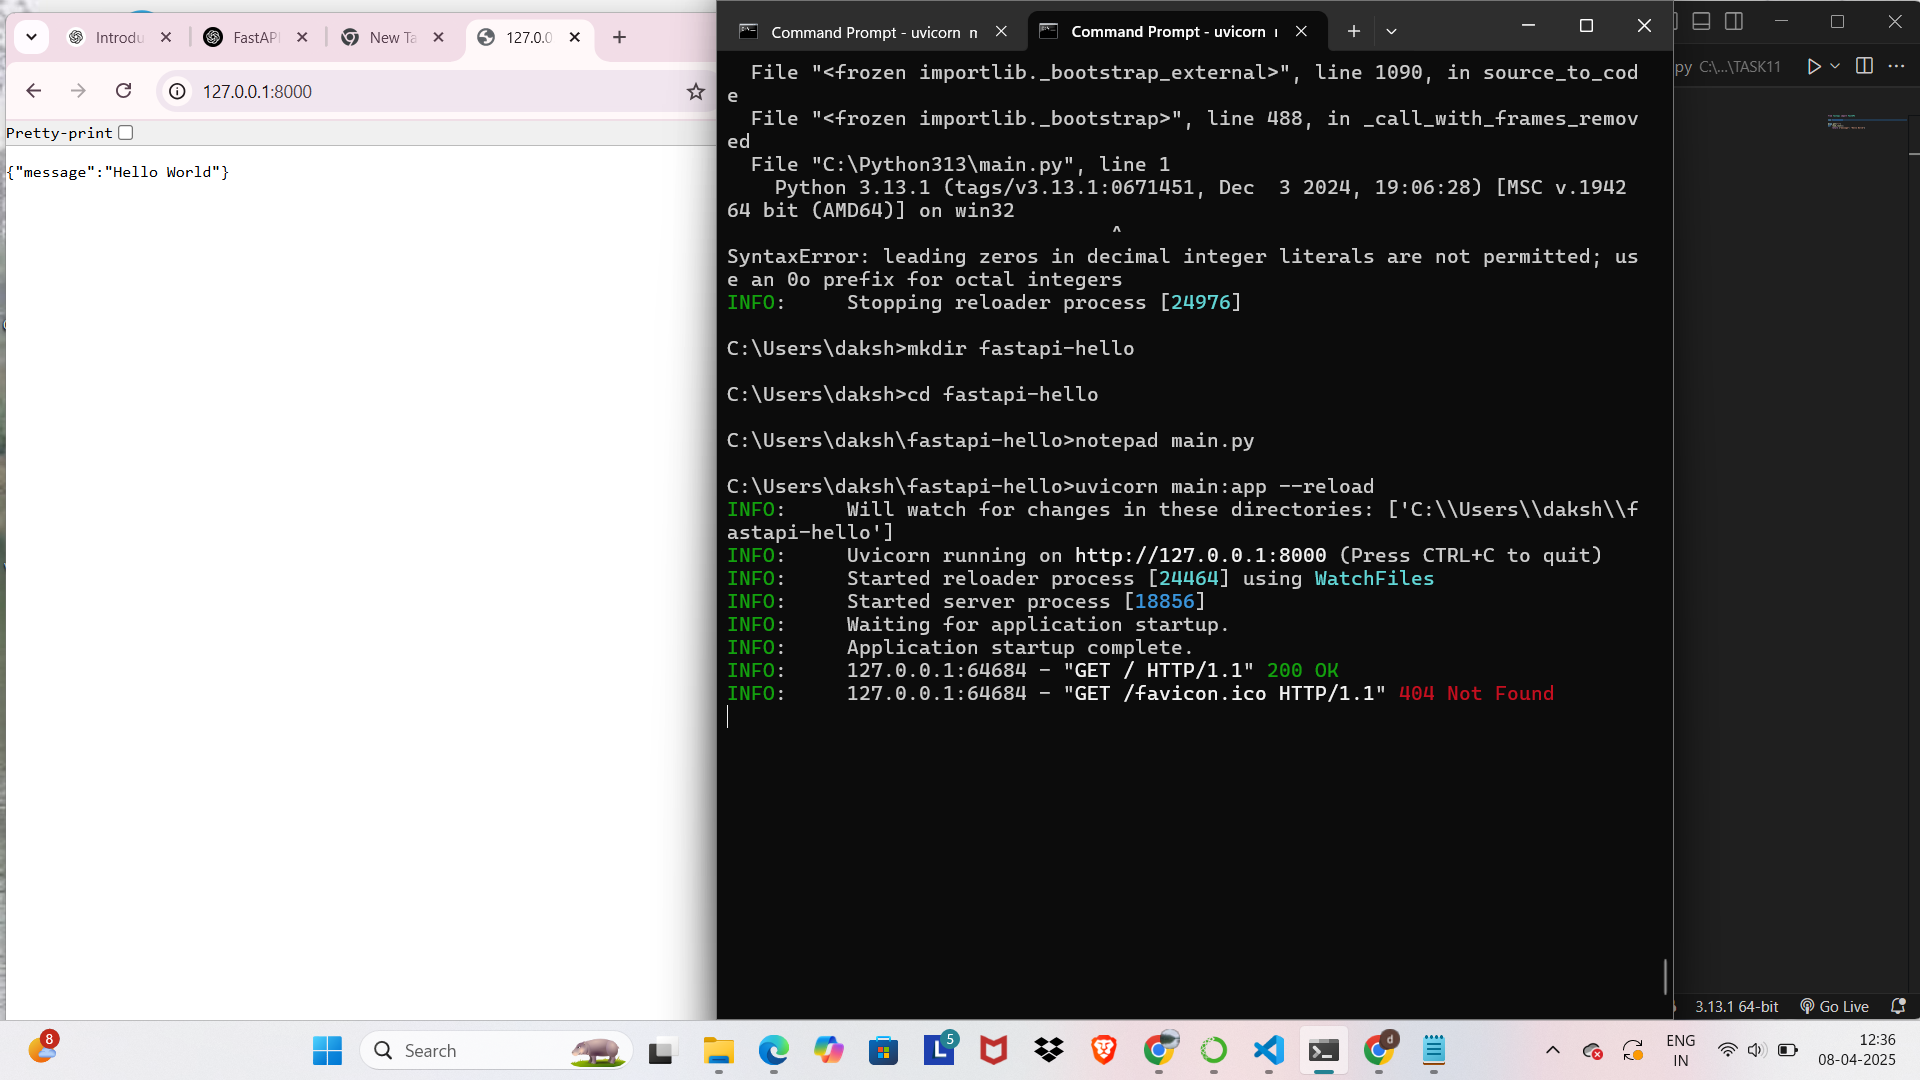 Introdu
FastAPI
New Ta
127.0.0
127.0.0.1:8000
Pretty-print
{"message":"Hello World"}
Command Prompt - uvicorn
Command Prompt - uvicorn
File "<frozen importlib._bootstrap_external>", line 1090, in source_to_cod
e
File "<frozen importlib._bootstrap>", line 488, in _call_with_frames_remov
ed
File "C:\Python313\main.py", line 1
Python 3.13.1 (tags/v3.13.1:0671451, Dec  3 2024, 19:06:28) [MSC v.1942
64 bit (AMD64)] on win32
^
SyntaxError: leading zeros in decimal integer literals are not permitted; us
e an 0o prefix for octal integers
INFO:     Stopping reloader process [24976]
C:\Users\daksh>mkdir fastapi-hello
C:\Users\daksh>cd fastapi-hello
C:\Users\daksh\fastapi-hello>notepad main.py
C:\Users\daksh\fastapi-hello>uvicorn main:app --reload
INFO:     Will watch for changes in these directories: ['C:\\Users\\daksh\\f
astapi-hello']
INFO:     Uvicorn running on http://127.0.0.1:8000 (Press CTRL+C to quit)
INFO:     Started reloader process [24464] using WatchFiles
INFO:     Started server process [18856]
INFO:     Waiting for application startup.
INFO:     Application startup complete.
INFO:     127.0.0.1:64684 - "GET / HTTP/1.1" 200 OK
INFO:     127.0.0.1:64684 - "GET /favicon.ico HTTP/1.1" 404 Not Found
py C:\...\TASK11
3.13.1 64-bit
Go Live
8
Search
L
5
d
ENG
IN
12:36
08-04-2025